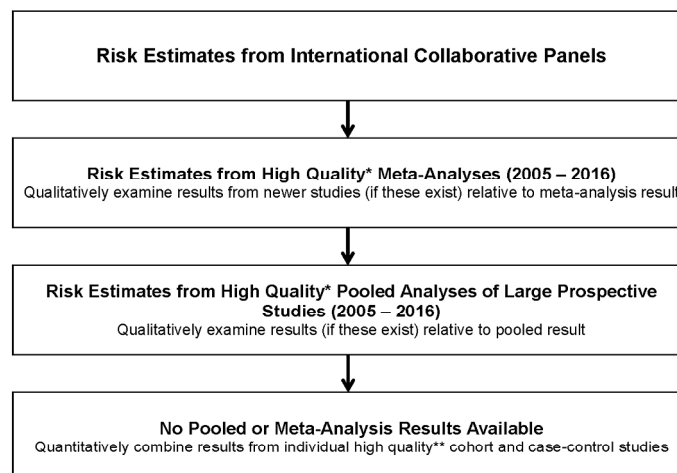 Risk Estimates from International Collaborative Panels
Risk Estimates from High Quality* Meta-Analyses (2005 – 2016)
Qualitatively examine results from newer studies (if these exist) relative to meta-analysis result
Risk Estimates from High Quality* Pooled Analyses of Large Prospective
Studies (2005 – 2016)
Qualitatively examine results (if these exist) relative to pooled result
No Pooled or Meta-Analysis Results Available
Quantitatively combine results from individual high quality** cohort and case-control studies